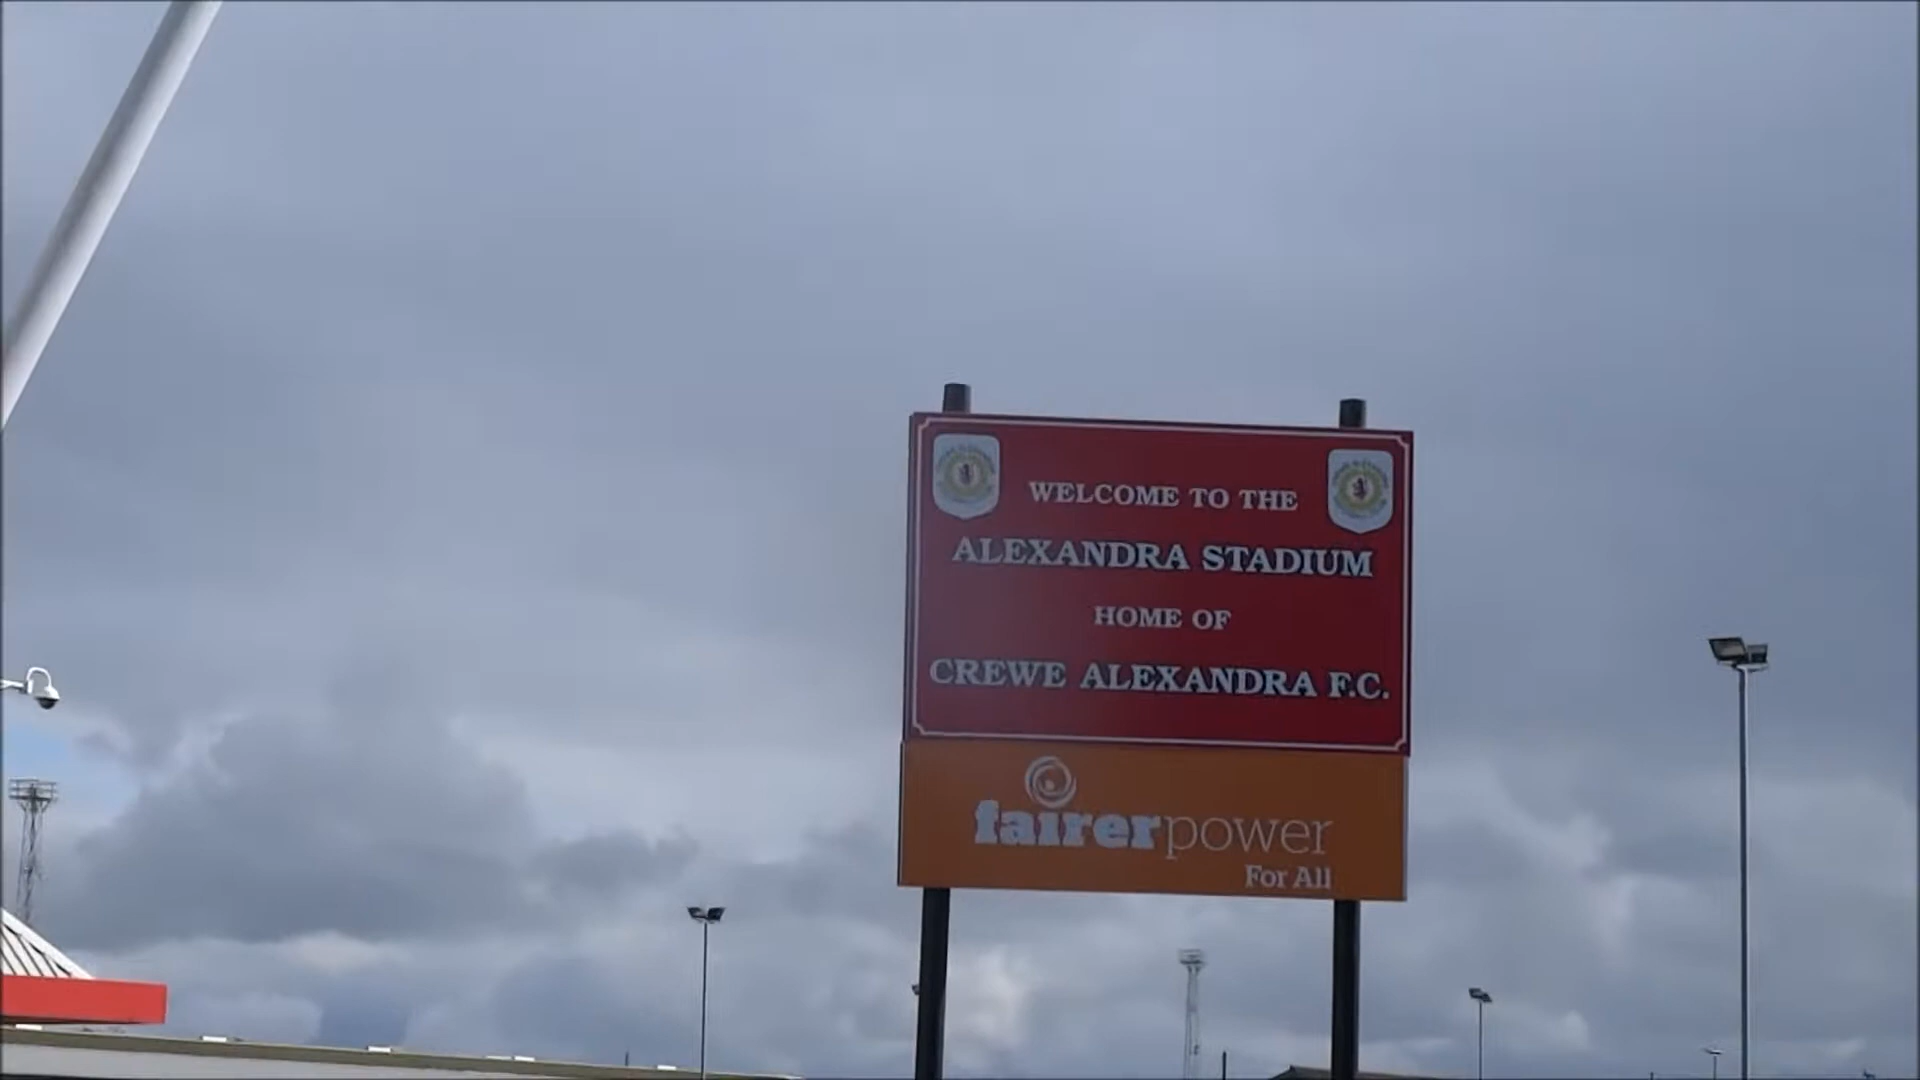 WELCOME TO THE
ALEXANDRA STADIUM
HOME OF
CREWE ALEXANDRA F.C.
fairerpower
For All